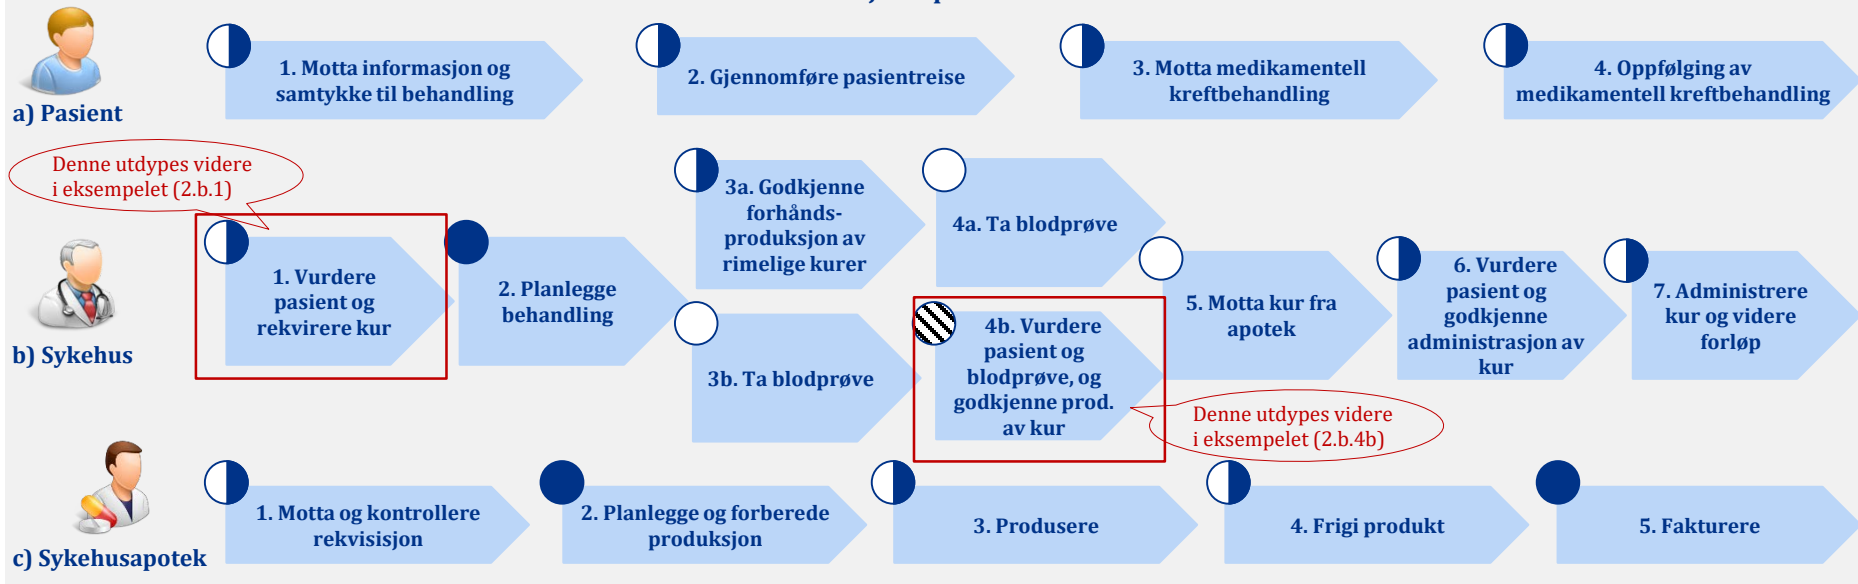 1. Motta informasjon og
samtykke til behandling
2. Gjennomføre pasientreise
3. Motta medikamentell
kreftbehandling
4. Oppfølging av
medikamentell kreftbehandling
a) Pasient
Denne utdypes videre
i eksempelet (2.b.1)
1. Vurdere
pasient og
rekvirere kur
2. Planlegge
behandling
3a. Godkjenne
forhånds-
produksjon av
rimelige kurer
4a. Ta blodprøve
3b. Ta blodprøve
4b. Vurdere
pasient og
blodprøve, og
godkjenne prod.
av kur
5. Motta kur fra
apotek
6. Vurdere
pasient og
godkjenne
administrasjon av
kur
7. Administrere
kur og videre
forløp
b) Sykehus
Denne utdypes videre
i eksempelet (2.b.4b)
1. Motta og kontrollere
rekvisisjon
2. Planlegge og forberede
produksjon
3. Produsere
4. Frigi produkt
5. Fakturere
c) Sykehusapotek